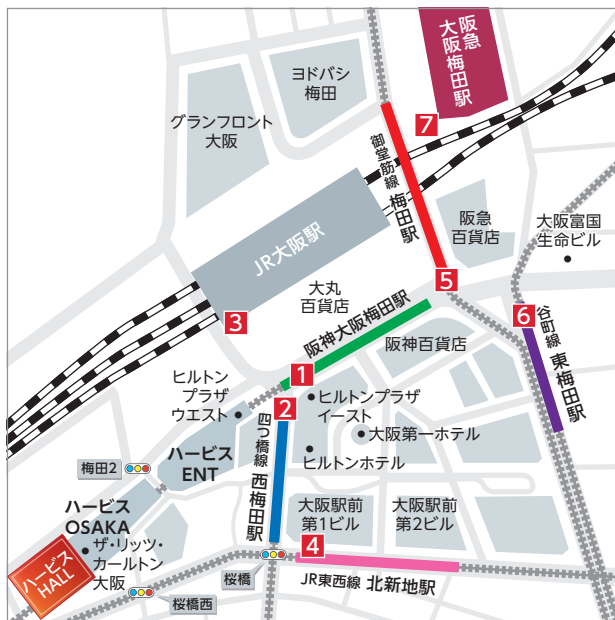 阪急
大阪梅田駅
ヨドバシ
梅田
グランフロント
大阪
7
御堂筋線 梅田駅
阪急
百貨店
大阪富国
生命ビル
JR大阪駅
大丸
百貨店
5
3
6
阪神大阪梅田駅
阪神百貨店
谷町線 東梅田駅
1
ヒルトン
プラザ
ウエスト
2
ヒルトンプラザ
イースト
大阪第一ホテル
ヒルトンホテル
四つ橋線 西梅田駅
ハービス
ENT
梅田2
ハービス
OSAKA
ザ・リッツ・
カールトン
大阪
ハービス
HALL
大阪駅前
第1ビル
大阪駅前
第2ビル
4
桜橋
JR東西線 北新地駅
桜橋西